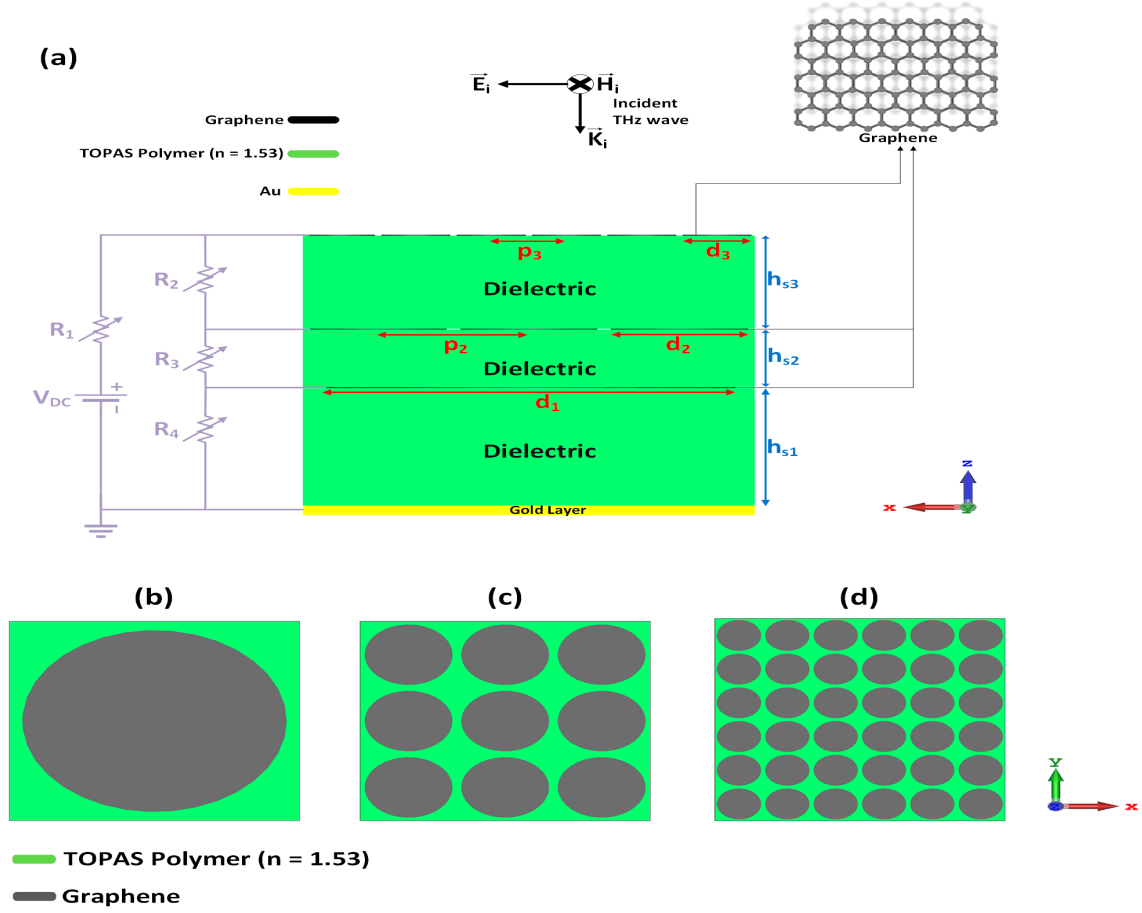 (a)
E⃗ᵢ
H⃗ᵢ
Incident
THz wave
K⃗ᵢ
Graphene
Graphene
TOPAS Polymer (n = 1.53)
Au
p₃
d₃
Dielectric
hₛ₃
R₂
R₁
p₂
d₂
R₃
Dielectric
hₛ₂
V_DC
+
−
d₁
R₄
Dielectric
hₛ₁
Gold Layer
z
x
y
(b)
(c)
(d)
y
z
x
TOPAS Polymer (n = 1.53)
Graphene